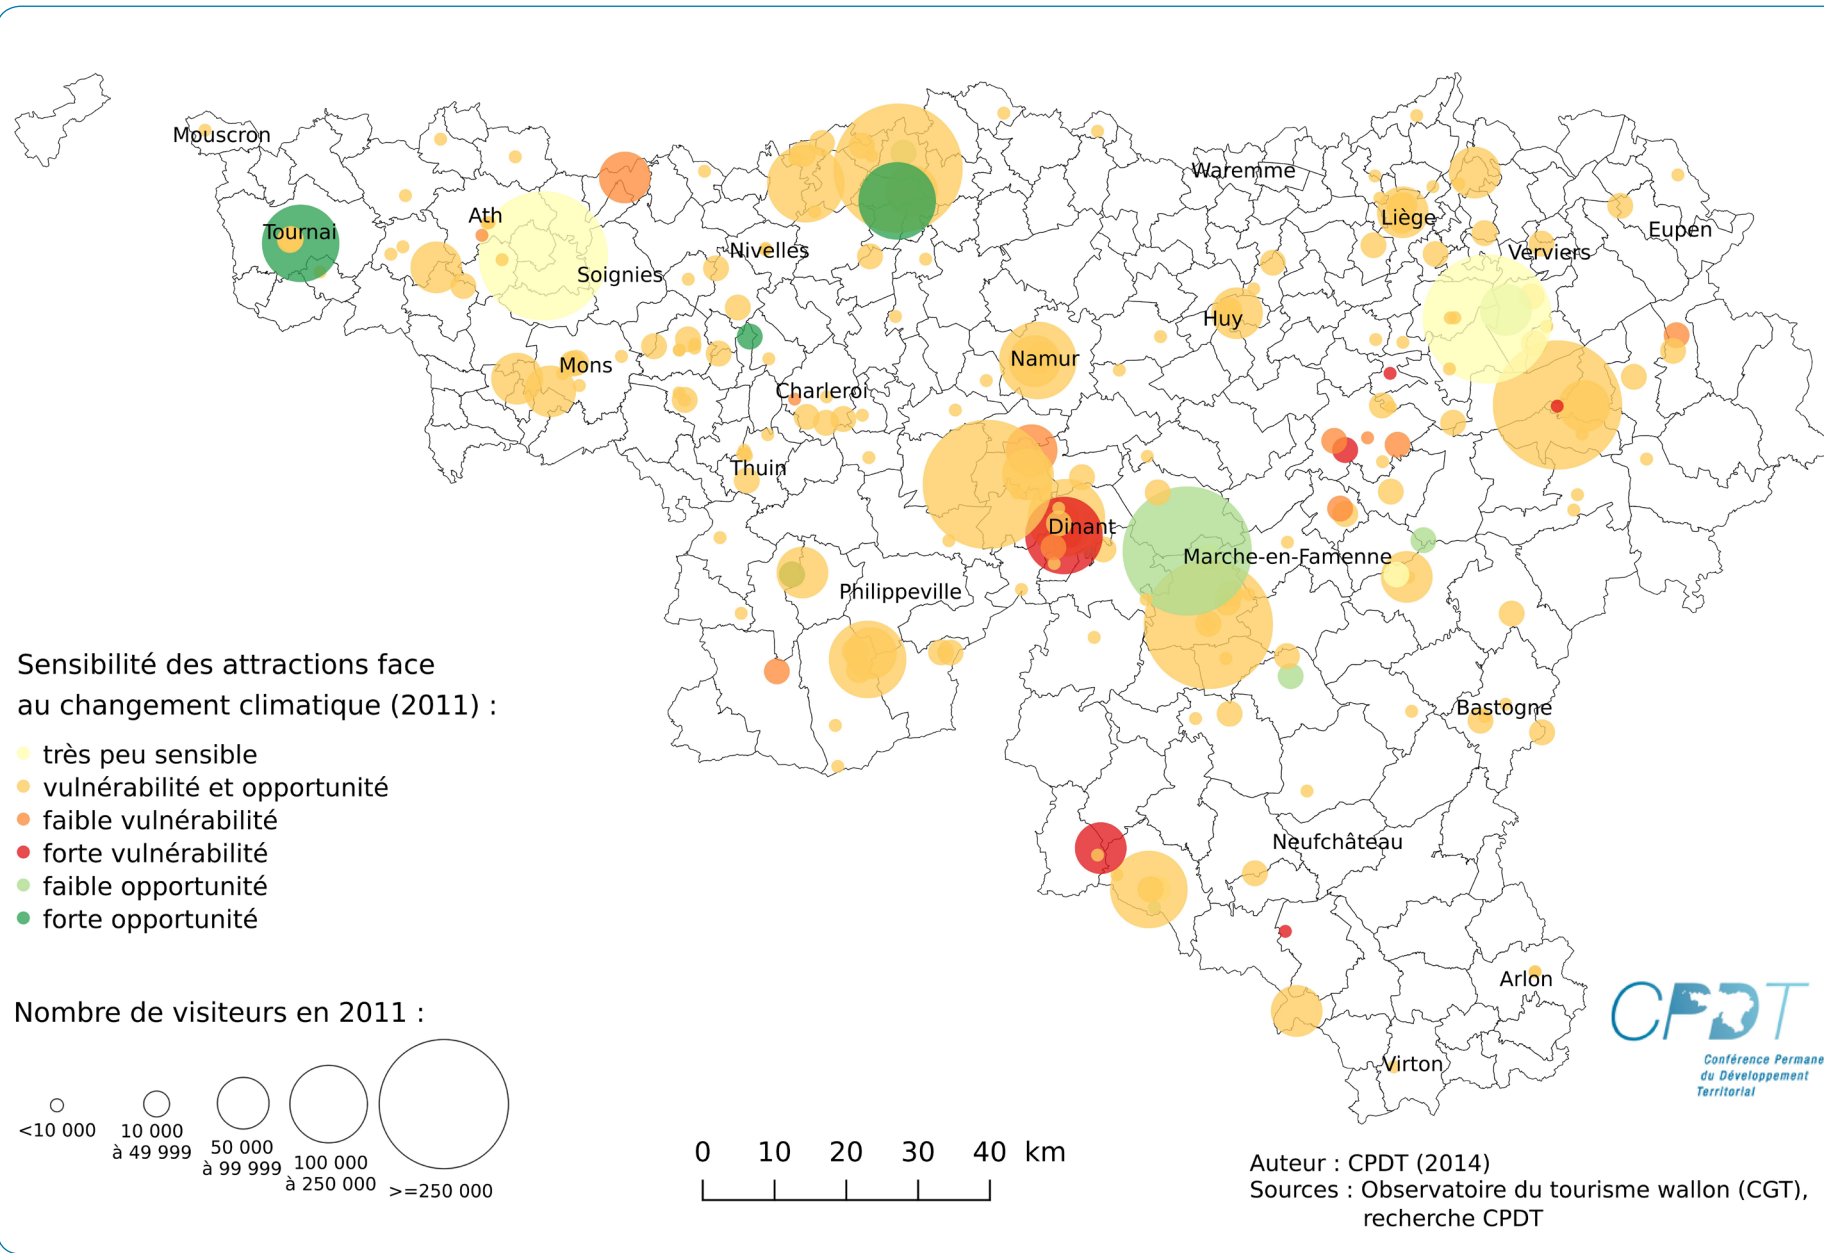 Mouscron
Waremme
Ath
Liège
Tournai
Eupen
Nivelles
Verviers
Soignies
Huy
Namur
Mons
Charleroi
Thuin
Dinant
Marche-en-Famenne
Philippeville
Bastogne
Neufchâteau
Arlon
Virton
Sensibilité des attractions face
au changement climatique (2011) :
très peu sensible
vulnérabilité et opportunité
faible vulnérabilité
forte vulnérabilité
faible opportunité
forte opportunité
Nombre de visiteurs en 2011 :
<10 000
10 000
à 49 999
50 000
à 99 999
100 000
à 250 000
>=250 000
0 10 20 30 40 km
CPDT
Conférence Permane
du Développement
Territorial
Auteur : CPDT (2014)
Sources : Observatoire du tourisme wallon (CGT),
recherche CPDT